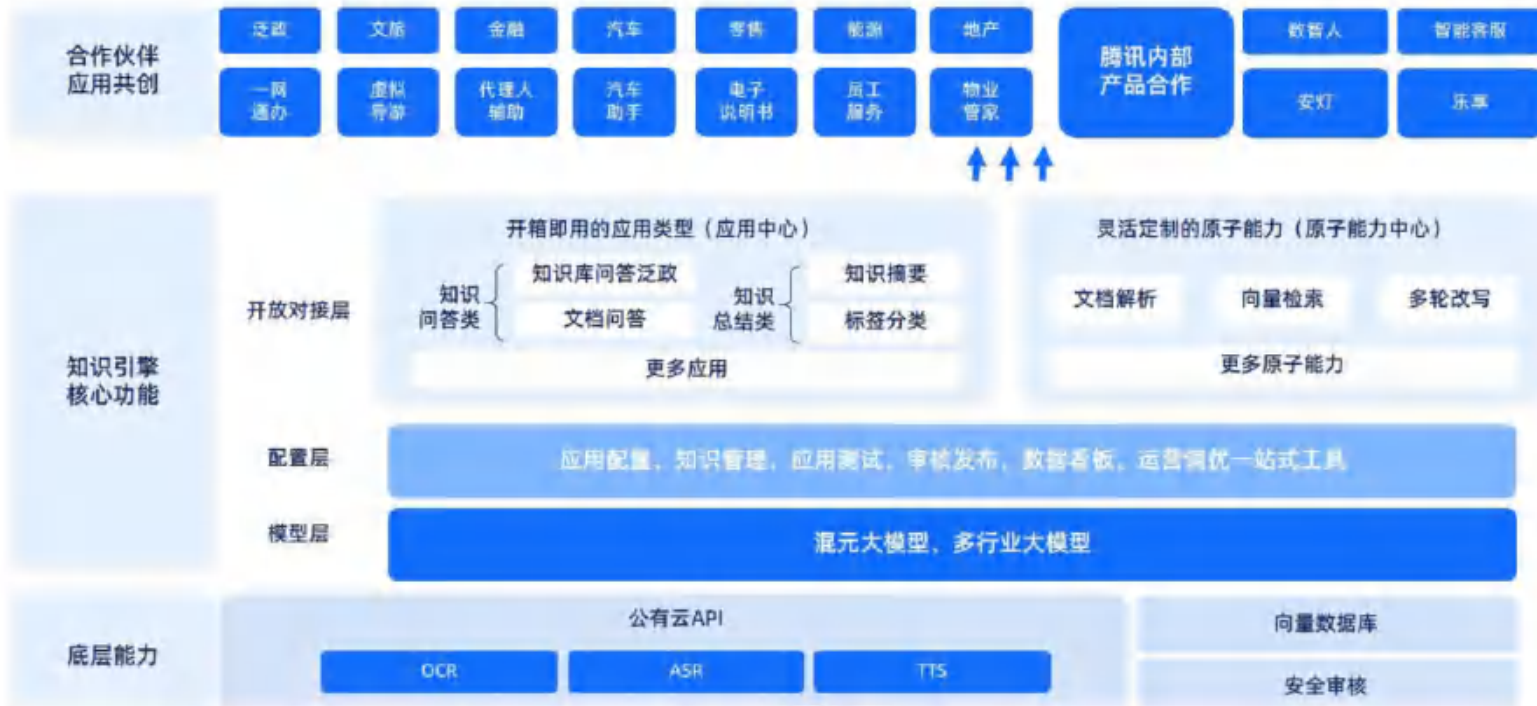 合作伙伴
应用共创
泛政
文旅
金融
汽车
零售
能源
地产
一网
通办
虚拟
导游
代理人
辅助
汽车
助手
电子
说明书
员工
服务
物业
管家
腾讯内部
产品合作
数智人
智能客服
安灯
乐享
知识引擎
核心功能
开放对接层
开箱即用的应用类型（应用中心）
知识
问答类
知识库问答泛政
文档问答
知识
总结类
知识摘要
标签分类
更多应用
灵活定制的原子能力（原子能力中心）
文档解析
向量检索
多轮改写
更多原子能力
配置层
应用配置、知识管理、应用测试、审核发布、数据看板、运营调优一站式工具
模型层
混元大模型、多行业大模型
底层能力
公有云API
OCR
ASR
TTS
向量数据库
安全审核